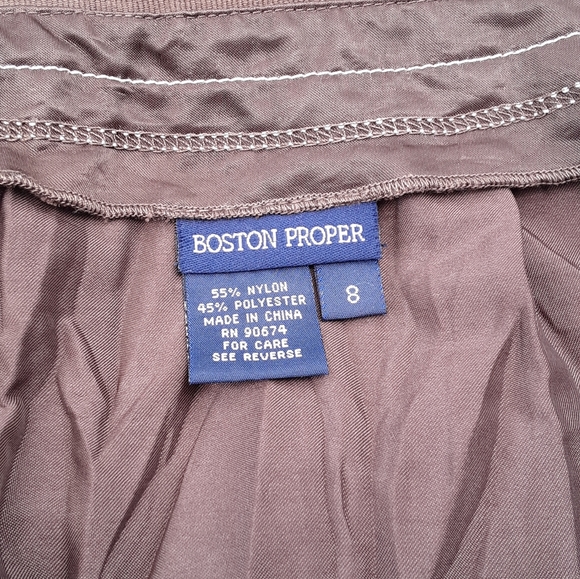 BOSTON PROPER
55% NYLON
45% POLYESTER
MADE IN CHINA
RN 90674
FOR CARE
SEE REVERSE
8